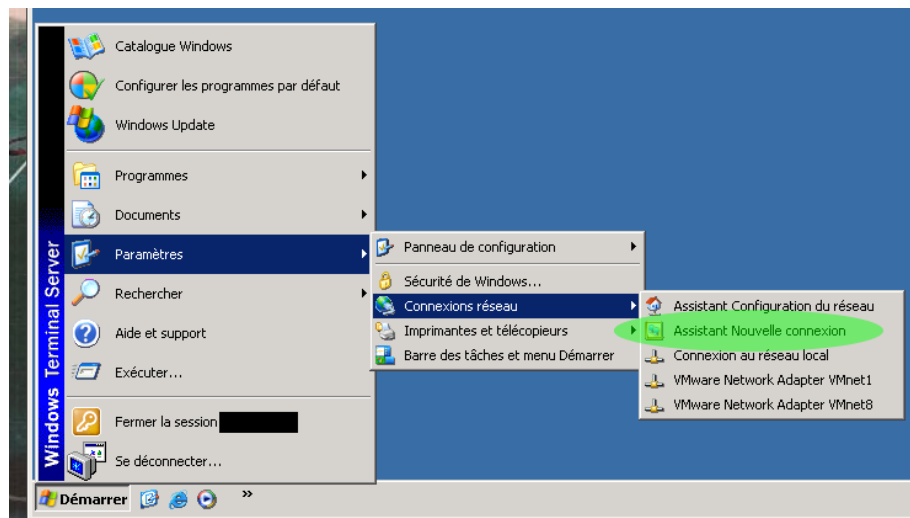 Catalogue Windows
Configurer les programmes par défaut
Windows Update
Programmes
Documents
Paramètres
Rechercher
Aide et support
Exécuter...
Fermer la session
Se déconnecter...
Windows Terminal Server
Panneau de configuration
Sécurité de Windows...
Connexions réseau
Imprimantes et télécopieurs
Barre des tâches et menu Démarrer
Assistant Configuration du réseau
Assistant Nouvelle connexion
Connexion au réseau local
VMware Network Adapter VMnet1
VMware Network Adapter VMnet8
Démarrer
»